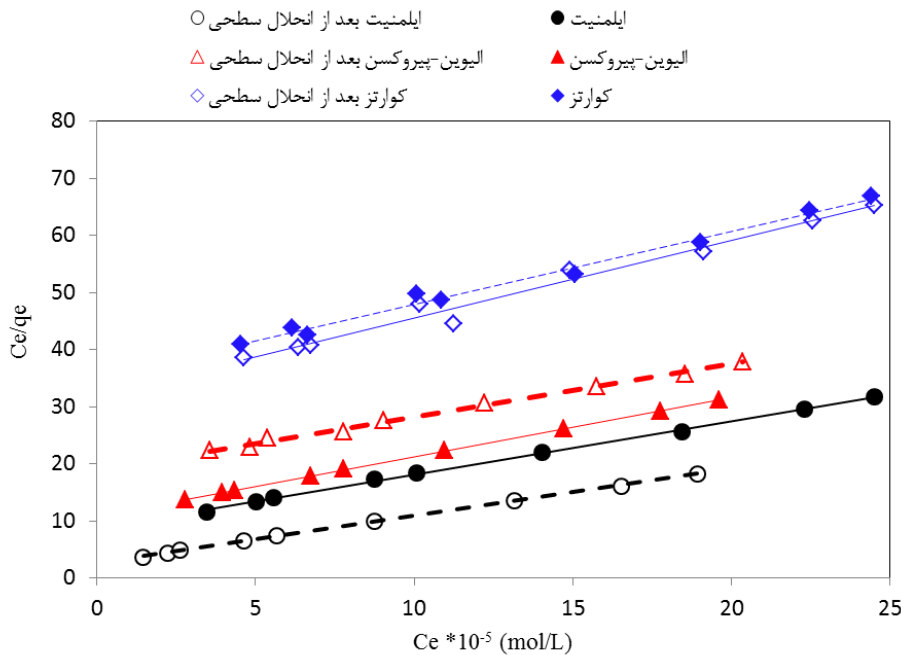 ایلمنیت بعد از انحلال سطحی ایلمنیت
الیوین-پیروکسن بعد از انحلال سطحی الیوین-پیروکسن
کوارتز بعد از انحلال سطحی کوارتز
80
70
60
50
40
30
20
10
0
Ce/qe
0 5 10 15 20 25
Ce *10⁻⁵ (mol/L)